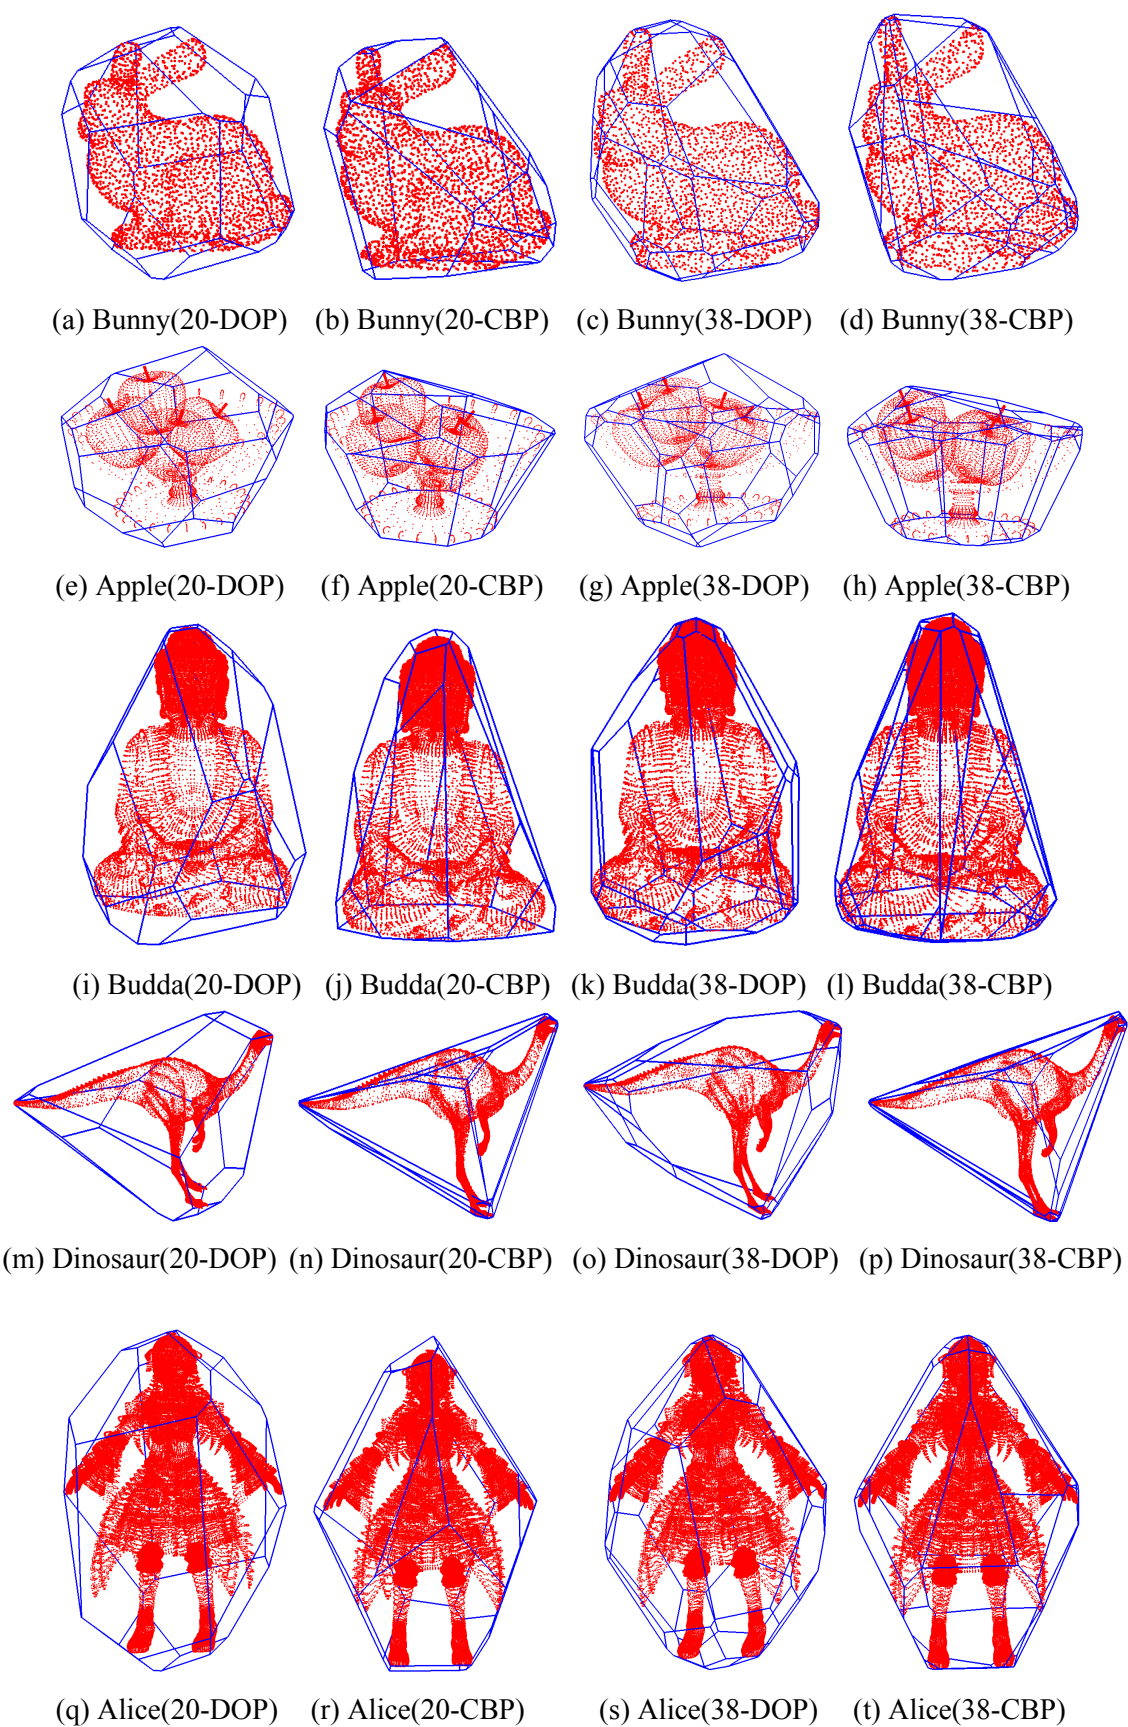 (a) Bunny(20-DOP) (b) Bunny(20-CBP) (c) Bunny(38-DOP) (d) Bunny(38-CBP)
(e) Apple(20-DOP) (f) Apple(20-CBP) (g) Apple(38-DOP) (h) Apple(38-CBP)
(i) Budda(20-DOP) (j) Budda(20-CBP) (k) Budda(38-DOP) (l) Budda(38-CBP)
(m) Dinosaur(20-DOP) (n) Dinosaur(20-CBP) (o) Dinosaur(38-DOP) (p) Dinosaur(38-CBP)
(q) Alice(20-DOP) (r) Alice(20-CBP) (s) Alice(38-DOP) (t) Alice(38-CBP)